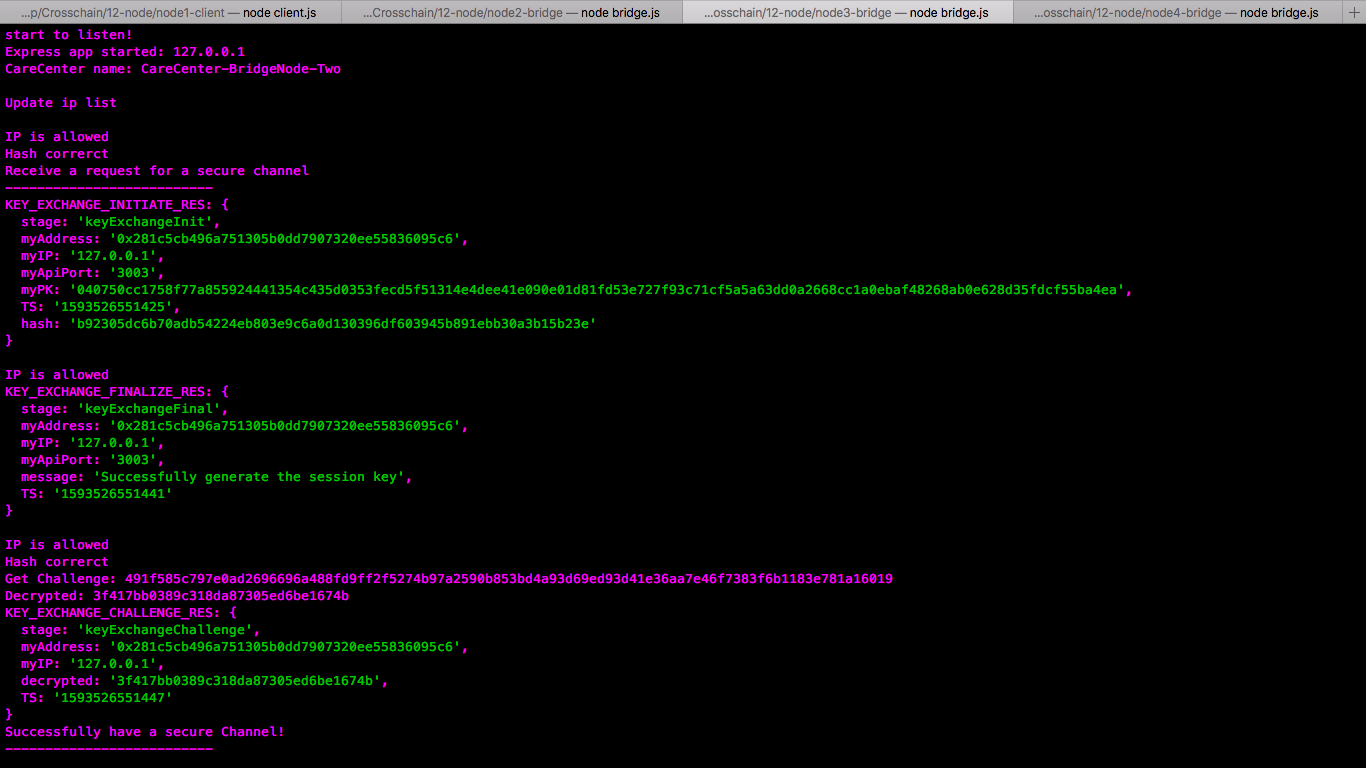 ...p/Crosschain/12-node/node1-client — node client.js
...Crosschain/12-node/node2-bridge — node bridge.js
...osschain/12-node/node3-bridge — node bridge.js
...osschain/12-node/node4-bridge — node bridge.js
start to listen!
Express app started: 127.0.0.1
CareCenter name: CareCenter-BridgeNode-Two
Update ip list
IP is allowed
Hash correrct
Receive a request for a secure channel
--------------------------
KEY_EXCHANGE_INITIATE_RES: {
stage: 'keyExchangeInit',
myAddress: '0x281c5cb496a751305b0dd7907320ee55836095c6',
myIP: '127.0.0.1',
myApiPort: '3003',
myPK: '040750cc1758f77a855924441354c435d0353fecd5f51314e4dee41e090e01d81fd53e727f93c71cf5a5a63dd0a2668cc1a0ebaf48268ab0e628d35fdcf55ba4ea',
TS: '1593526551425',
hash: 'b92305dc6b70adb54224eb803e9c6a0d130396df603945b891ebb30a3b15b23e'
}
IP is allowed
KEY_EXCHANGE_FINALIZE_RES: {
stage: 'keyExchangeFinal',
myAddress: '0x281c5cb496a751305b0dd7907320ee55836095c6',
myIP: '127.0.0.1',
myApiPort: '3003',
message: 'Successfully generate the session key',
TS: '1593526551441'
}
IP is allowed
Hash correrct
Get Challenge: 491f585c797e0ad2696696a488fd9ff2f5274b97a2590b853bd4a93d69ed93d41e36aa7e46f7383f6b1183e781a16019
Decrypted: 3f417bb0389c318da87305ed6be1674b
KEY_EXCHANGE_CHALLENGE_RES: {
stage: 'keyExchangeChallenge',
myAddress: '0x281c5cb496a751305b0dd7907320ee55836095c6',
myIP: '127.0.0.1',
decrypted: '3f417bb0389c318da87305ed6be1674b',
TS: '1593526551447'
}
Successfully have a secure Channel!
--------------------------